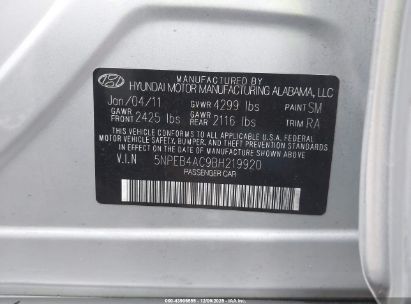 MANUFACTURED BY
HYUNDAI MOTOR MANUFACTURING ALABAMA, LLC
Jan/04/11 GVWR 4299 lbs PAINT SM
GAWR FRONT 2425 lbs GAWR REAR 2116 lbs TRIM RA
THIS VEHICLE CONFORMS TO ALL APPLICABLE U.S.A. FEDERAL
MOTOR VEHICLE SAFETY, BUMPER, AND THEFT PREVENTION STANDARDS
IN EFFECT ON THE DATE OF MANUFACTURE SHOWN ABOVE.
V.I.N 5NPEB4AC9BH219920
PASSENGER CAR